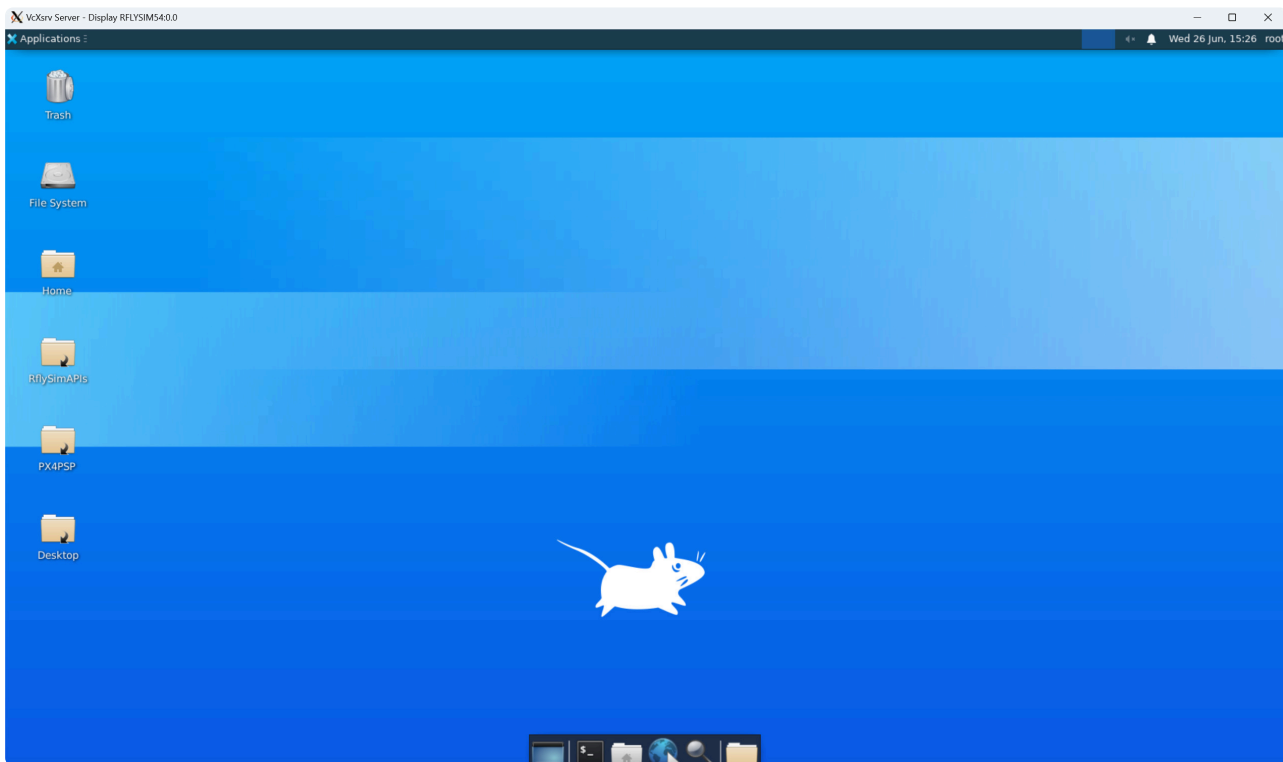 VcXsrv Server - Display RFLYSIM54:0.0
Applications
Wed 26 Jun, 15:26 root
Trash
File System
Home
RflySimAPIs
PX4PSP
Desktop
$_